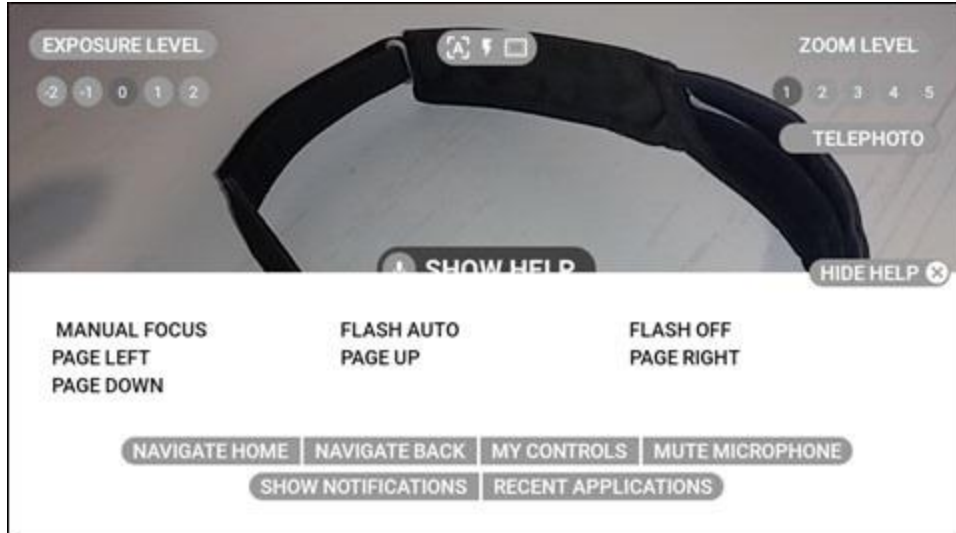 EXPOSURE LEVEL
-2 -1 0 1 2
[A]
ZOOM LEVEL
1 2 3 4 5
TELEPHOTO
SHOW HELP
HIDE HELP
MANUAL FOCUS FLASH AUTO FLASH OFF
PAGE LEFT PAGE UP PAGE RIGHT
PAGE DOWN
NAVIGATE HOME NAVIGATE BACK MY CONTROLS MUTE MICROPHONE
SHOW NOTIFICATIONS RECENT APPLICATIONS